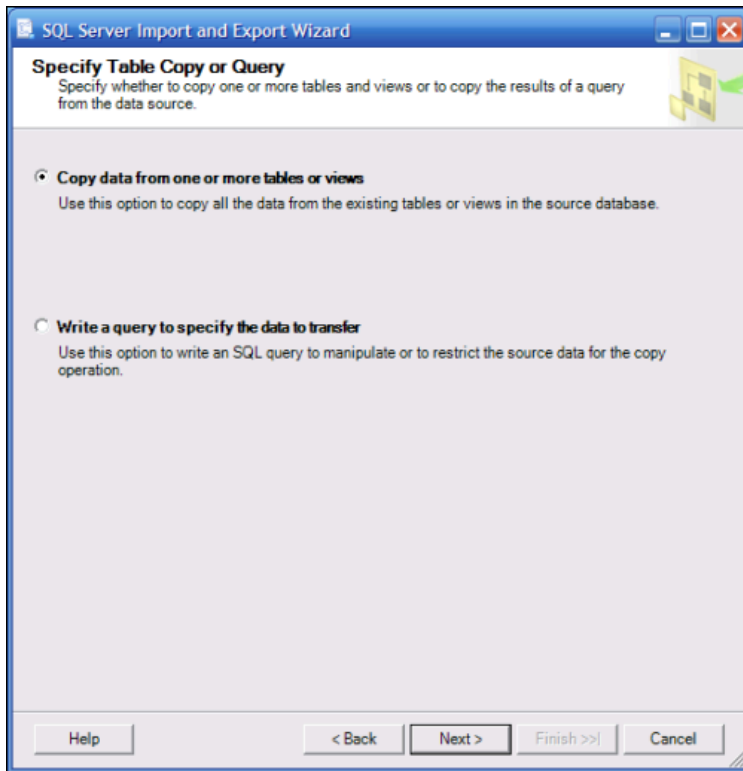 SQL Server Import and Export Wizard
Specify Table Copy or Query
Specify whether to copy one or more tables and views or to copy the results of a query
from the data source.
Copy data from one or more tables or views
Use this option to copy all the data from the existing tables or views in the source database.
Write a query to specify the data to transfer
Use this option to write an SQL query to manipulate or to restrict the source data for the copy
operation.
Help
< Back
Next >
Finish >>|
Cancel